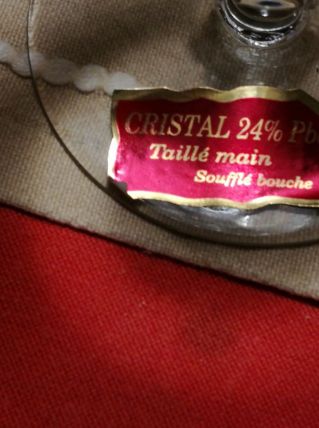 CRISTAL 24% Pb
Taillé main
Soufflé bouche